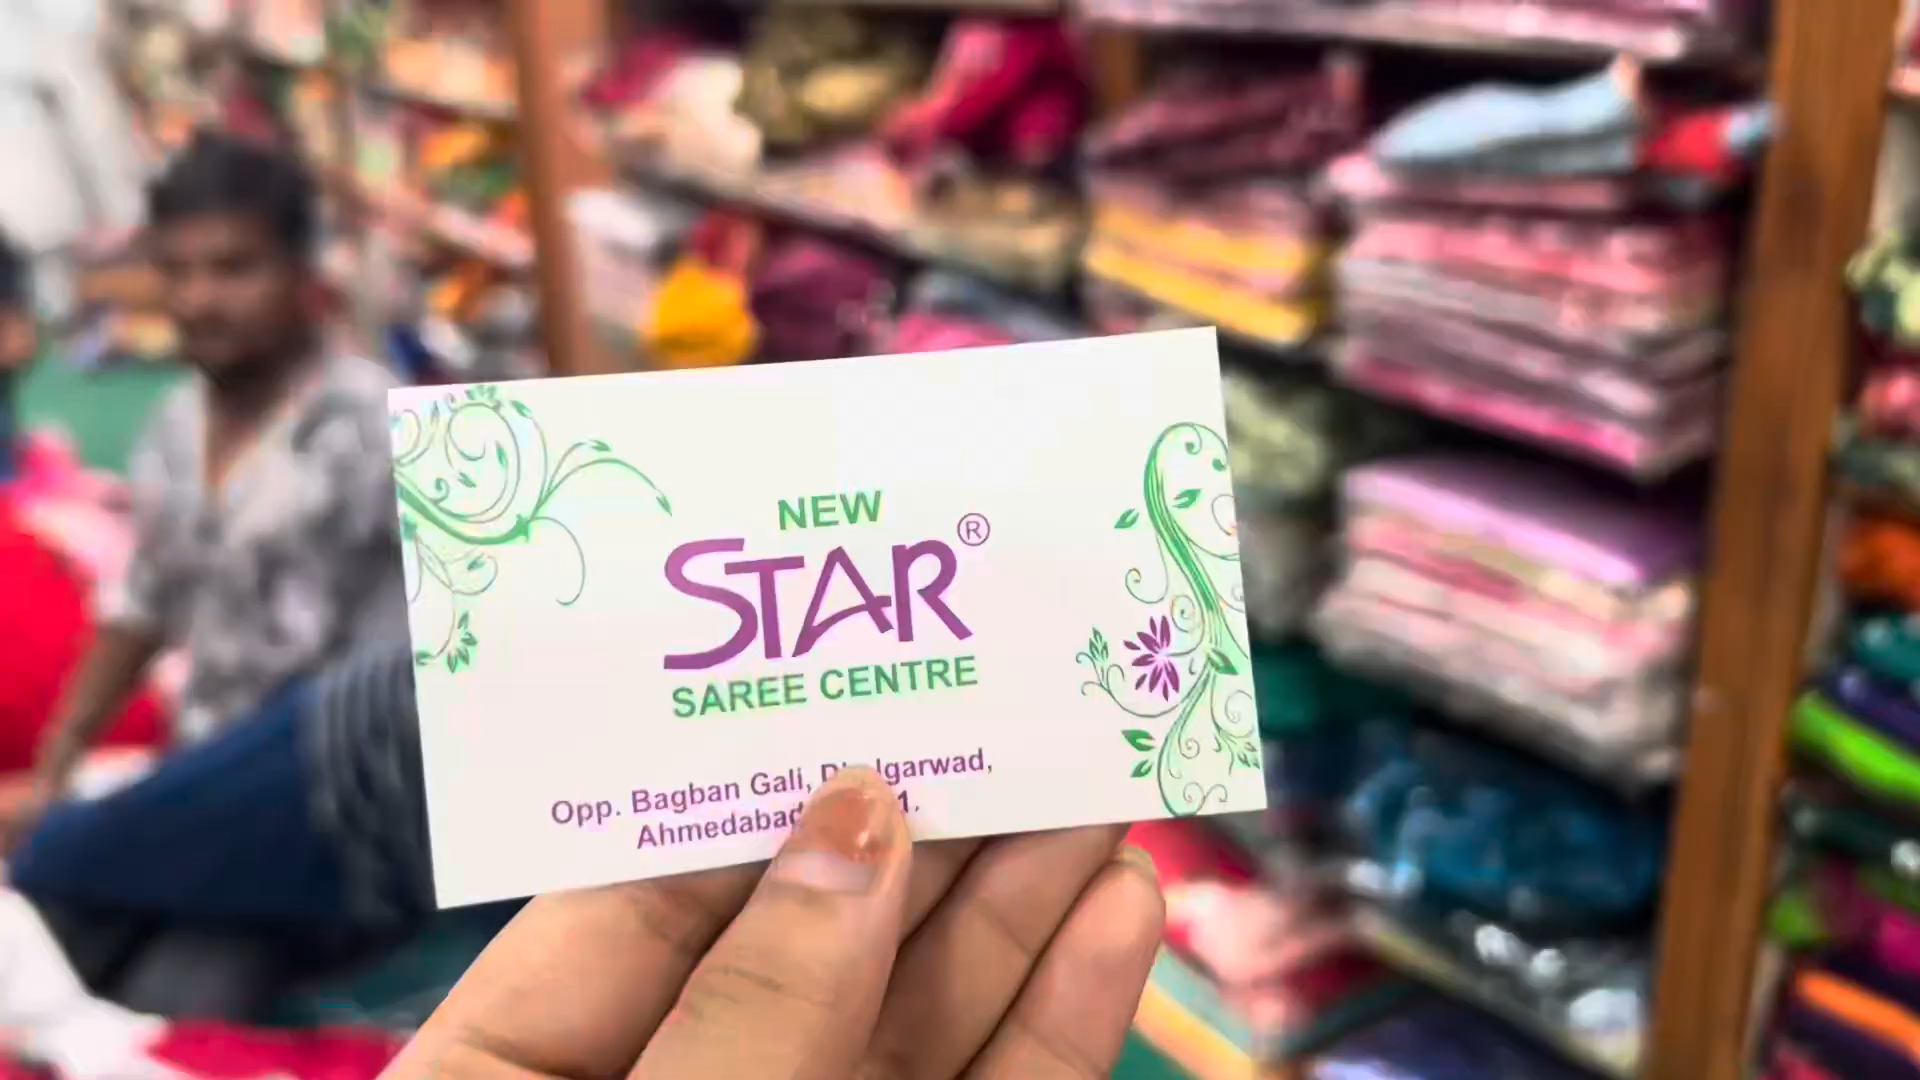 NEW
STAR®
SAREE CENTRE
Opp. Bagban Gali,
Ahmedabad